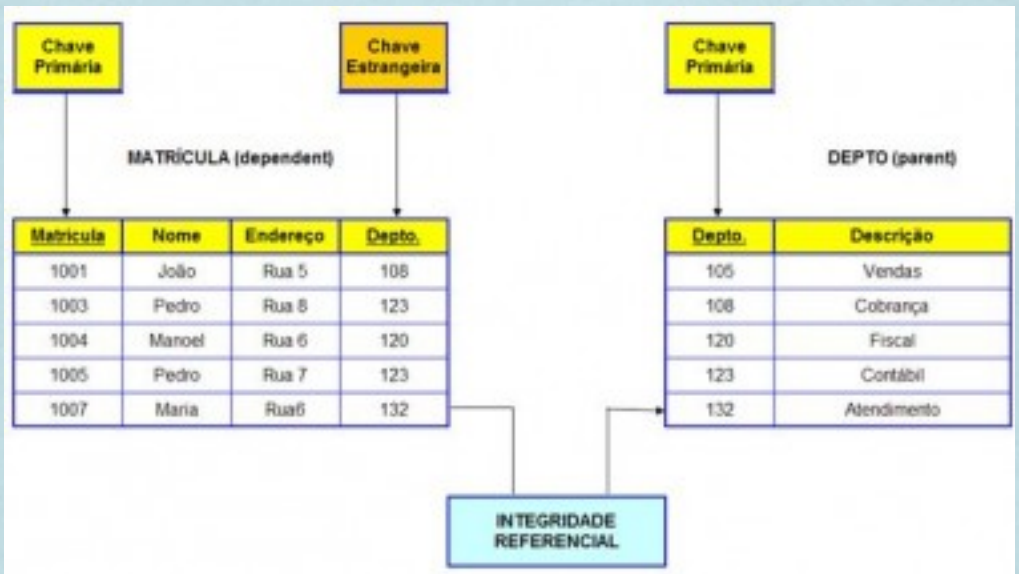 Chave
Primária
Chave
Estrangeira
Chave
Primária
MATRÍCULA (dependent)
DEPTO (parent)
Matrícula Nome Endereço Depto.
1001 João Rua 5 108
1003 Pedro Rua 8 123
1004 Manoel Rua 6 120
1005 Pedro Rua 7 123
1007 Maria Rua6 132
Depto. Descrição
105 Vendas
108 Cobrança
120 Fiscal
123 Contábil
132 Atendimento
INTEGRIDADE
REFERENCIAL